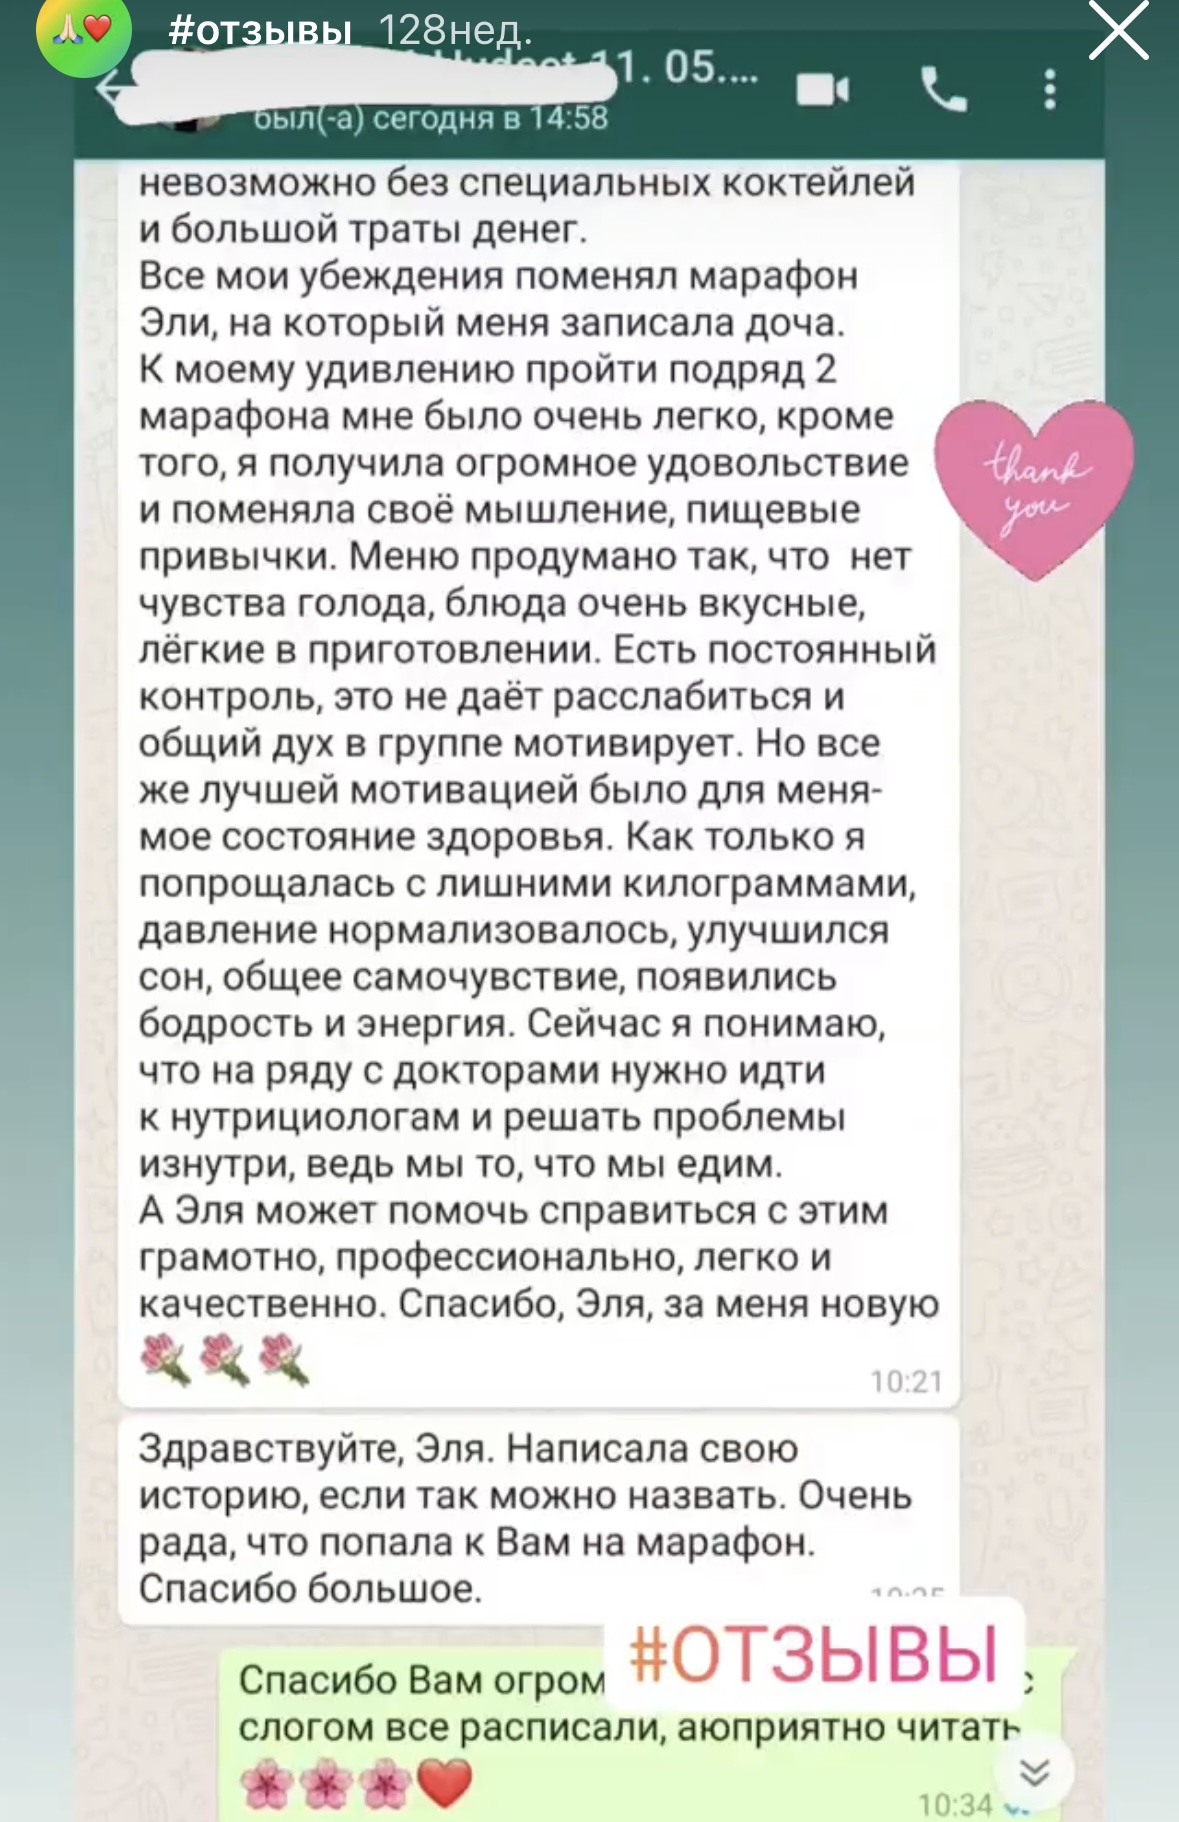 #отзывы 128нед.
11. 05....
был(-а) сегодня в 14:58
невозможно без специальных коктейлей
и большой траты денег.
Все мои убеждения поменял марафон
Эли, на который меня записала доча.
К моему удивлению пройти подряд 2
марафона мне было очень легко, кроме
того, я получила огромное удовольствие
и поменяла своё мышление, пищевые
привычки. Меню продумано так, что  нет
чувства голода, блюда очень вкусные,
лёгкие в приготовлении. Есть постоянный
контроль, это не даёт расслабиться и
общий дух в группе мотивирует. Но все
же лучшей мотивацией было для меня-
мое состояние здоровья. Как только я
попрощалась с лишними килограммами,
давление нормализовалось, улучшился
сон, общее самочувствие, появились
бодрость и энергия. Сейчас я понимаю,
что на ряду с докторами нужно идти
к нутрициологам и решать проблемы
изнутри, ведь мы то, что мы едим.
А Эля может помочь справиться с этим
грамотно, профессионально, легко и
качественно. Спасибо, Эля, за меня новую
💐💐💐
10:21
thank
you
Здравствуйте, Эля. Написала свою
историю, если так можно назвать. Очень
рада, что попала к Вам на марафон.
Спасибо большое.
#ОТЗЫВЫ
Спасибо Вам огром с
слогом все расписали, аюприятно читать
🌸🌸🌸❤️
10:34